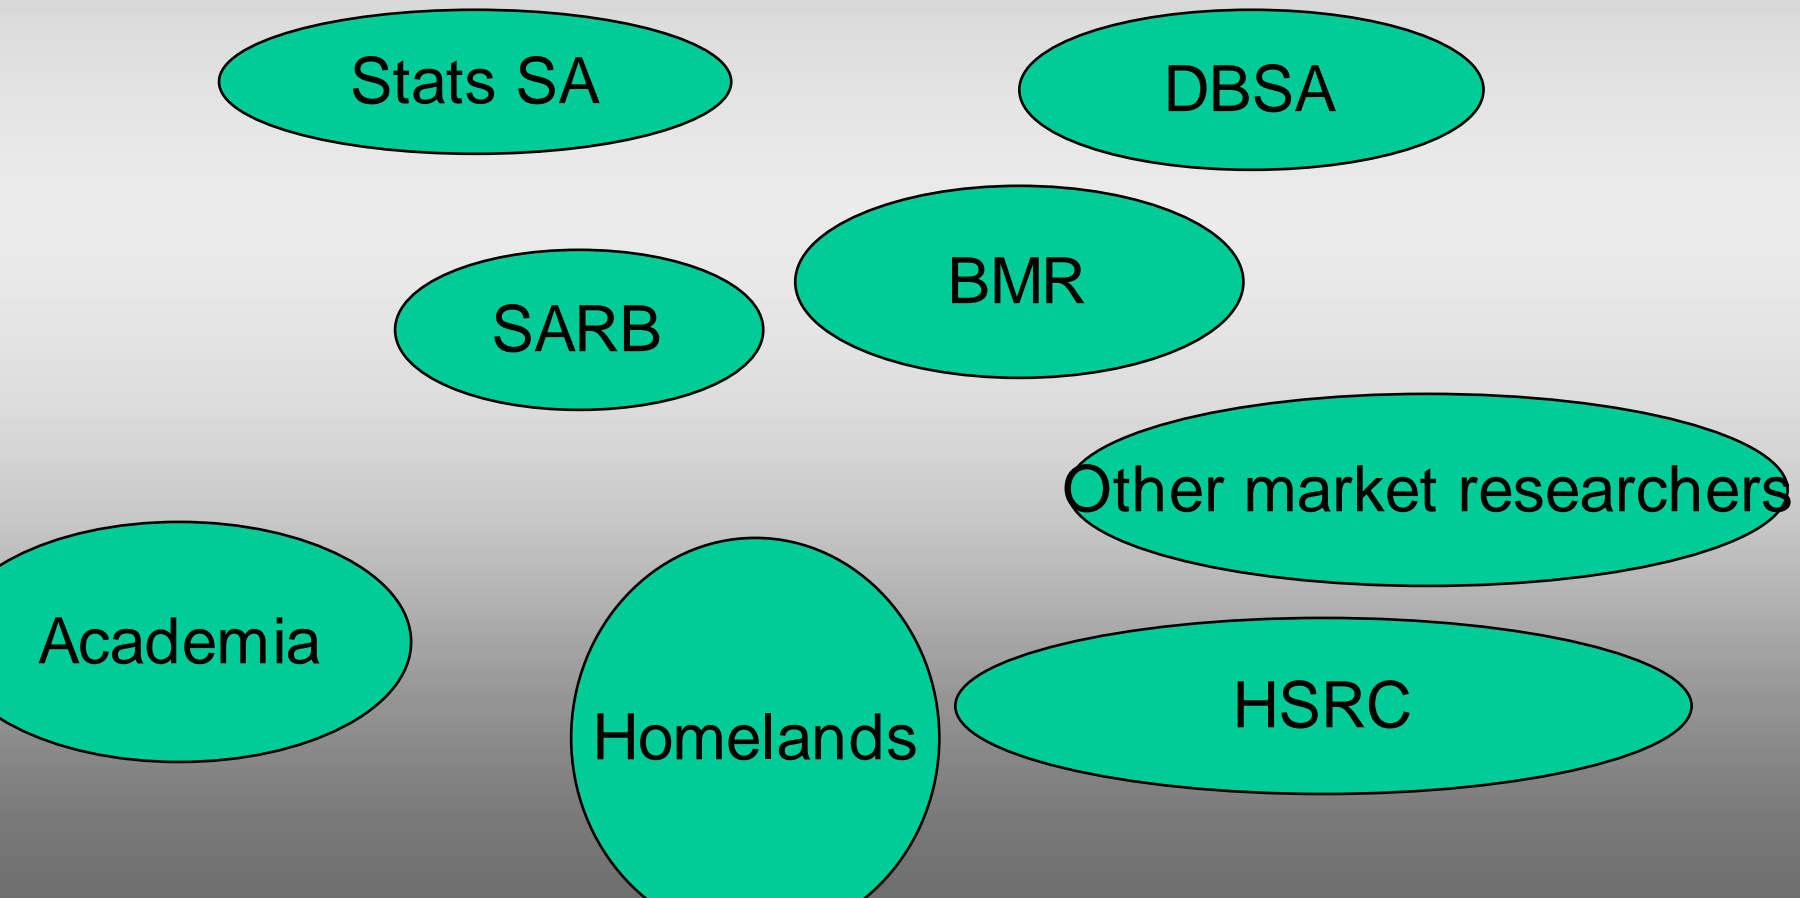 Stats SA
DBSA
BMR
SARB
Other market researchers
Academia
HSRC
Homelands